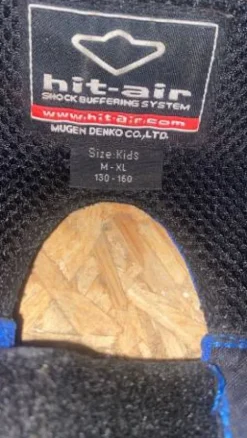 hit-air
SHOCK BUFFERING SYSTEM
www.hit-air.com
MUGEN DENKO CO.,LTD.
Size:Kids
M - XL
130 - 160